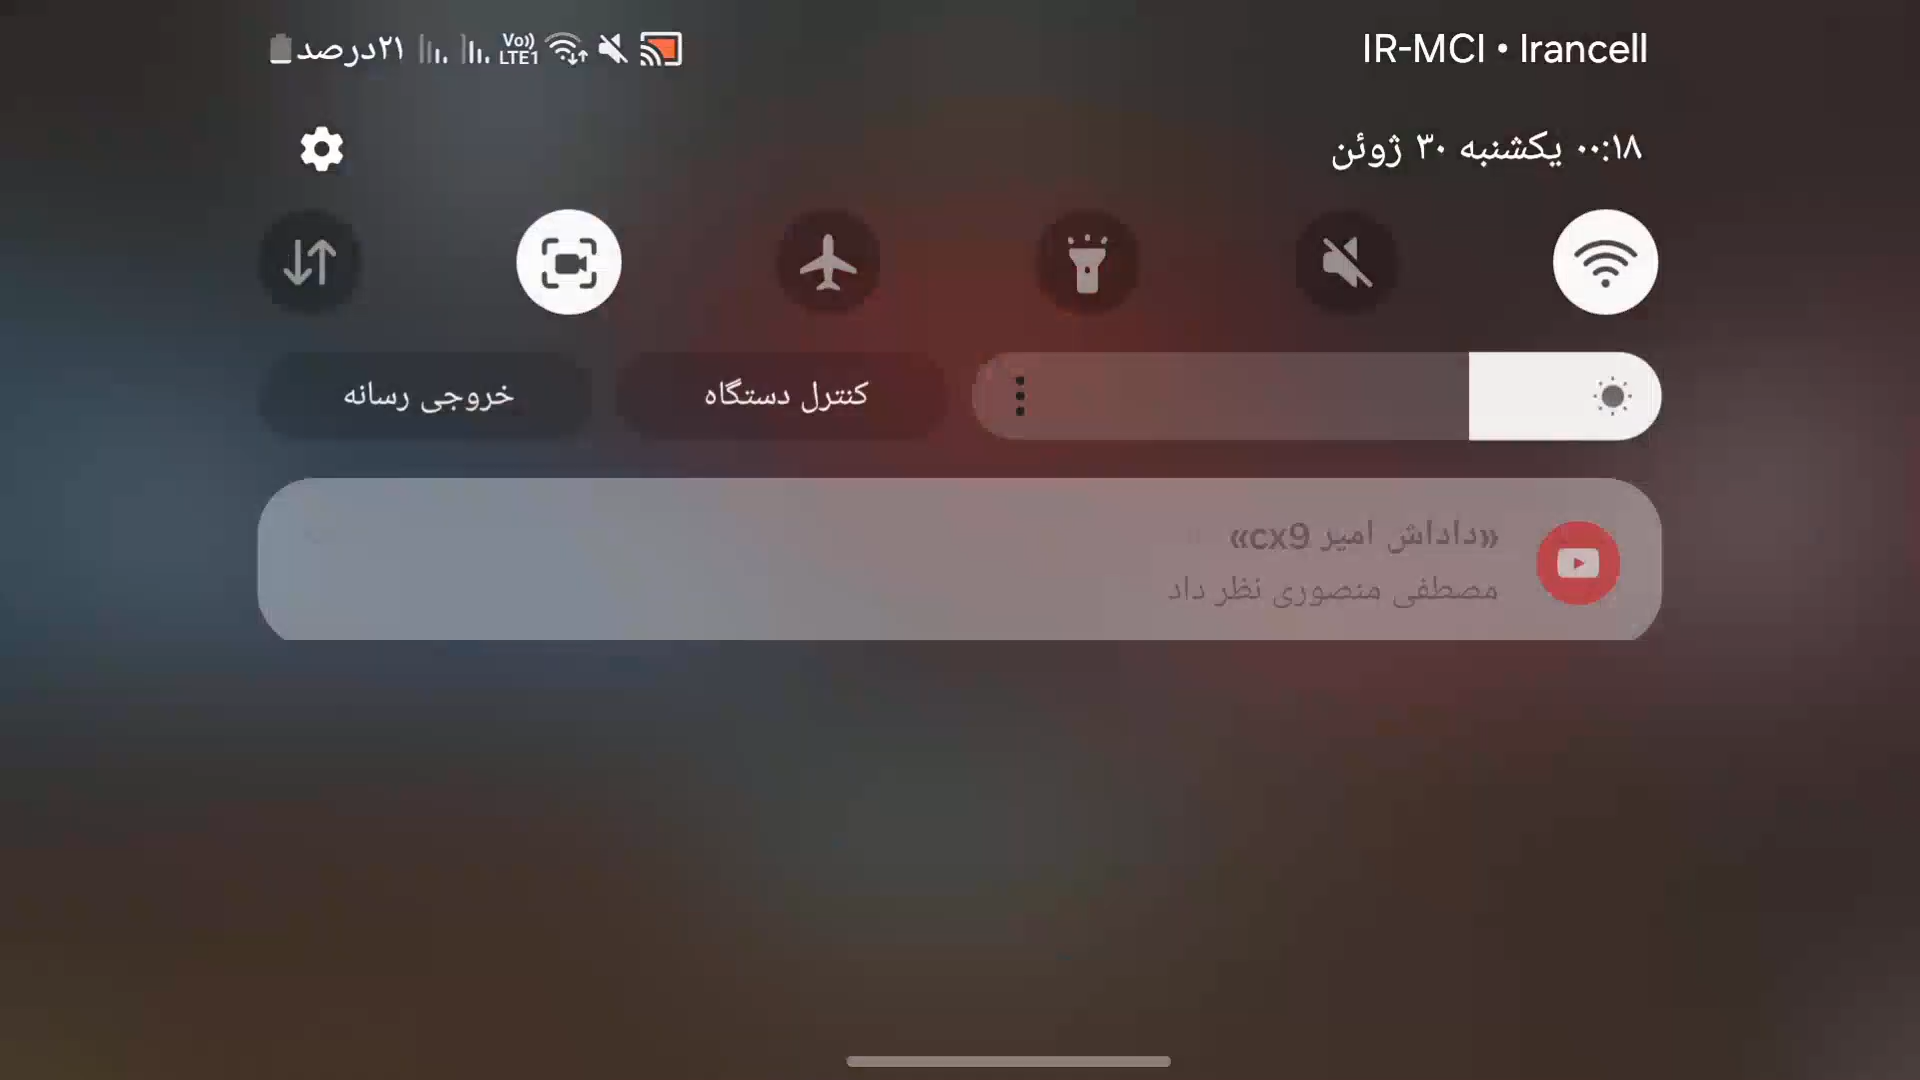 IR-MCI • Irancell
Vo)) LTE1 ۲۱درصد
۰۰:۱۸ یکشنبه ۳۰ ژوئن
کنترل دستگاه
خروجی رسانه
«داداش امیر cx9»
مصطفی منصوری نظر داد